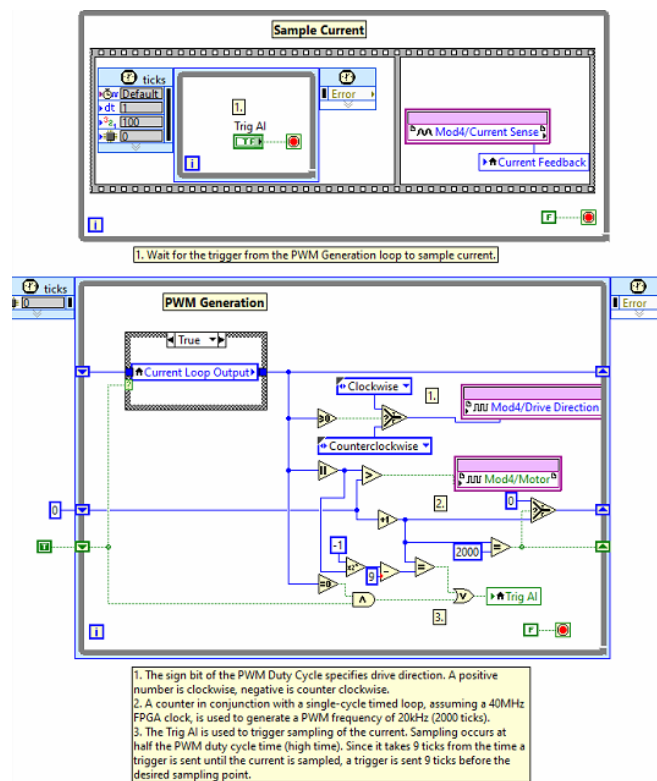 Sample Current
ticks
Default
dt 1
100
0
1.
Trig AI
TF
i
Error
Mod4/Current Sense
Current Feedback
i
F
1. Wait for the trigger from the PWM Generation loop to sample current.
ticks
0
Error
PWM Generation
True
Current Loop Output
?
Clockwise
1.
Mod4/Drive Direction
Counterclockwise
>
Mod4/Motor
2.
0
0
+1
-1
2000
=
9
-
=
=0
T
3.
Trig AI
i
F
1. The sign bit of the PWM Duty Cycle specifies drive direction. A positive
number is clockwise, negative is counter clockwise.
2. A counter in conjunction with a single-cycle timed loop, assuming a 40MHz
FPGA clock, is used to generate a PWM frequency of 20kHz (2000 ticks).
3. The Trig AI is used to trigger sampling of the current. Sampling occurs at
half the PWM duty cycle time (high time). Since it takes 9 ticks from the time a
trigger is sent until the current is sampled, a trigger is sent 9 ticks before the
desired sampling point.